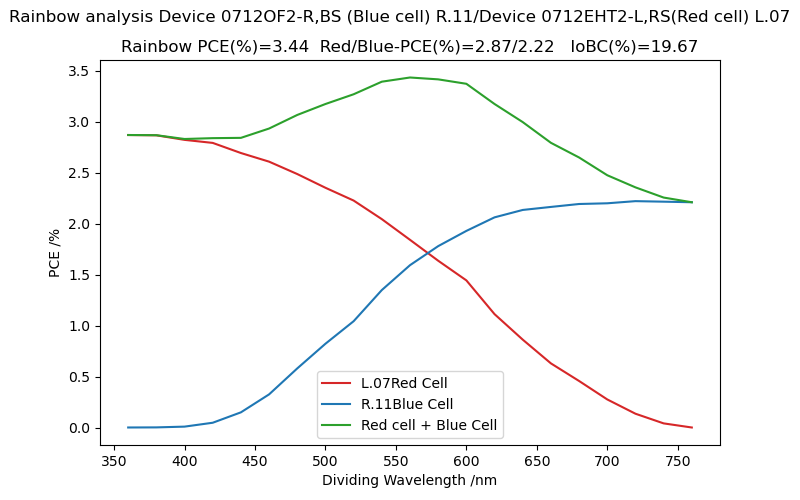 Rainbow analysis Device 0712OF2-R,BS (Blue cell) R.11/Device 0712EHT2-L,RS(Red cell) L.07
Rainbow PCE(%)=3.44  Red/Blue-PCE(%)=2.87/2.22   IoBC(%)=19.67
3.5
3.0
2.5
2.0
1.5
1.0
0.5
0.0
PCE /%
L.07Red Cell
R.11Blue Cell
Red cell + Blue Cell
350 400 450 500 550 600 650 700 750
Dividing Wavelength /nm